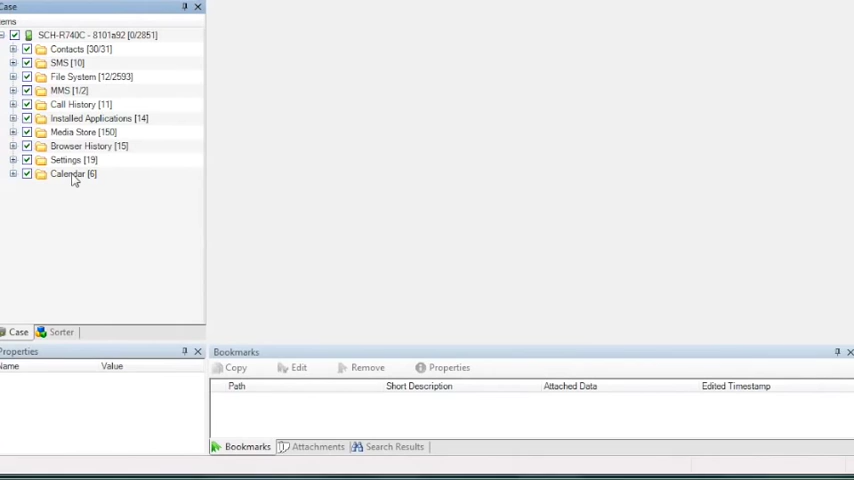 Case
SCH-R740C - 8101a92 [0/2851]
Contacts [30/31]
SMS [10]
File System [12/2593]
MMS [1/2]
Call History [11]
Installed Applications [14]
Media Store [150]
Browser History [15]
Settings [19]
Calendar [6]
Case Sorter
Properties
Value
Bookmarks
Copy Edit Remove Properties
Path Short Description Attached Data Edited Timestamp
Bookmarks Attachments Search Results